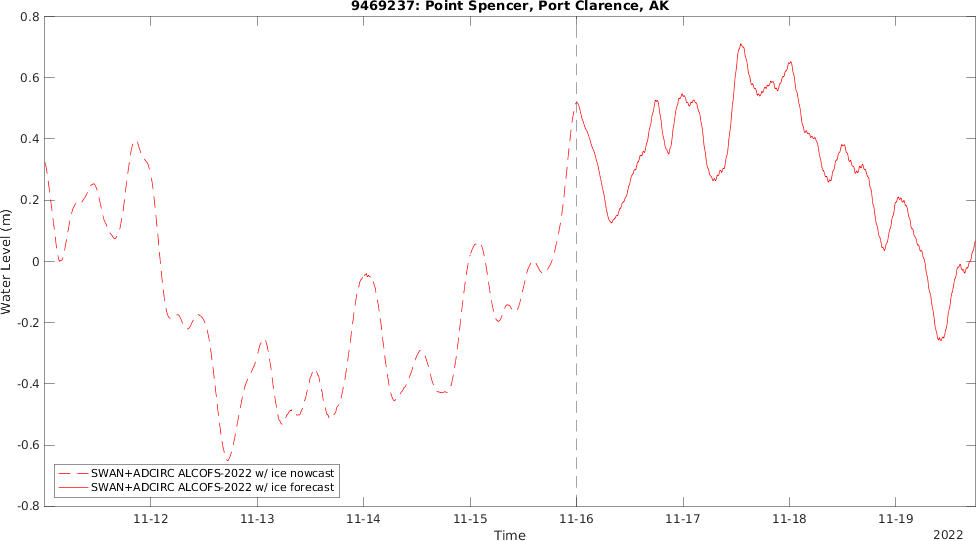 9469237: Point Spencer, Port Clarence, AK
0.8
0.6
0.4
0.2
0
-0.2
-0.4
-0.6
-0.8
Water Level (m)
SWAN+ADCIRC ALCOFS-2022 w/ ice nowcast
SWAN+ADCIRC ALCOFS-2022 w/ ice forecast
11-12 11-13 11-14 11-15 11-16 11-17 11-18 11-19
Time
2022